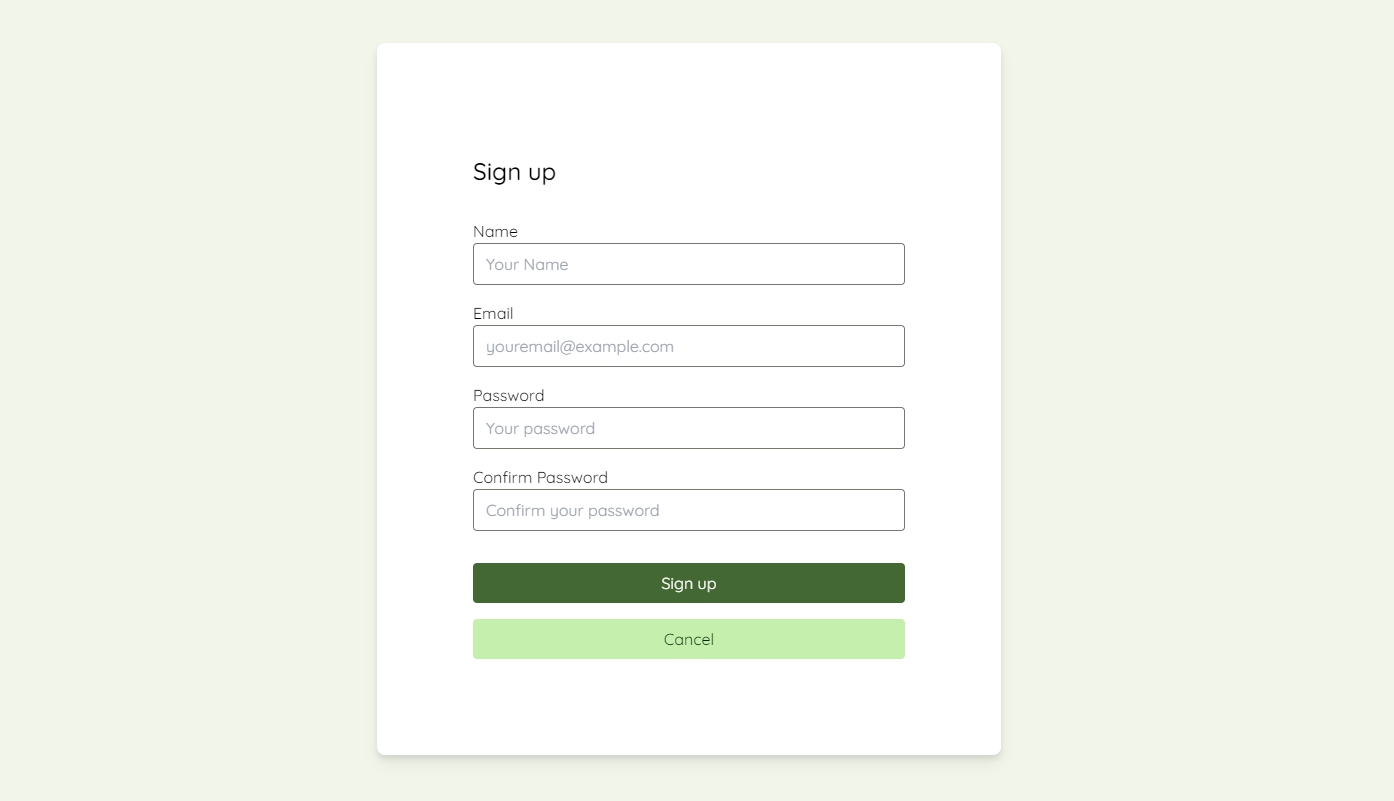 Sign up
Name
Your Name
Email
youremail@example.com
Password
Your password
Confirm Password
Confirm your password
Sign up
Cancel